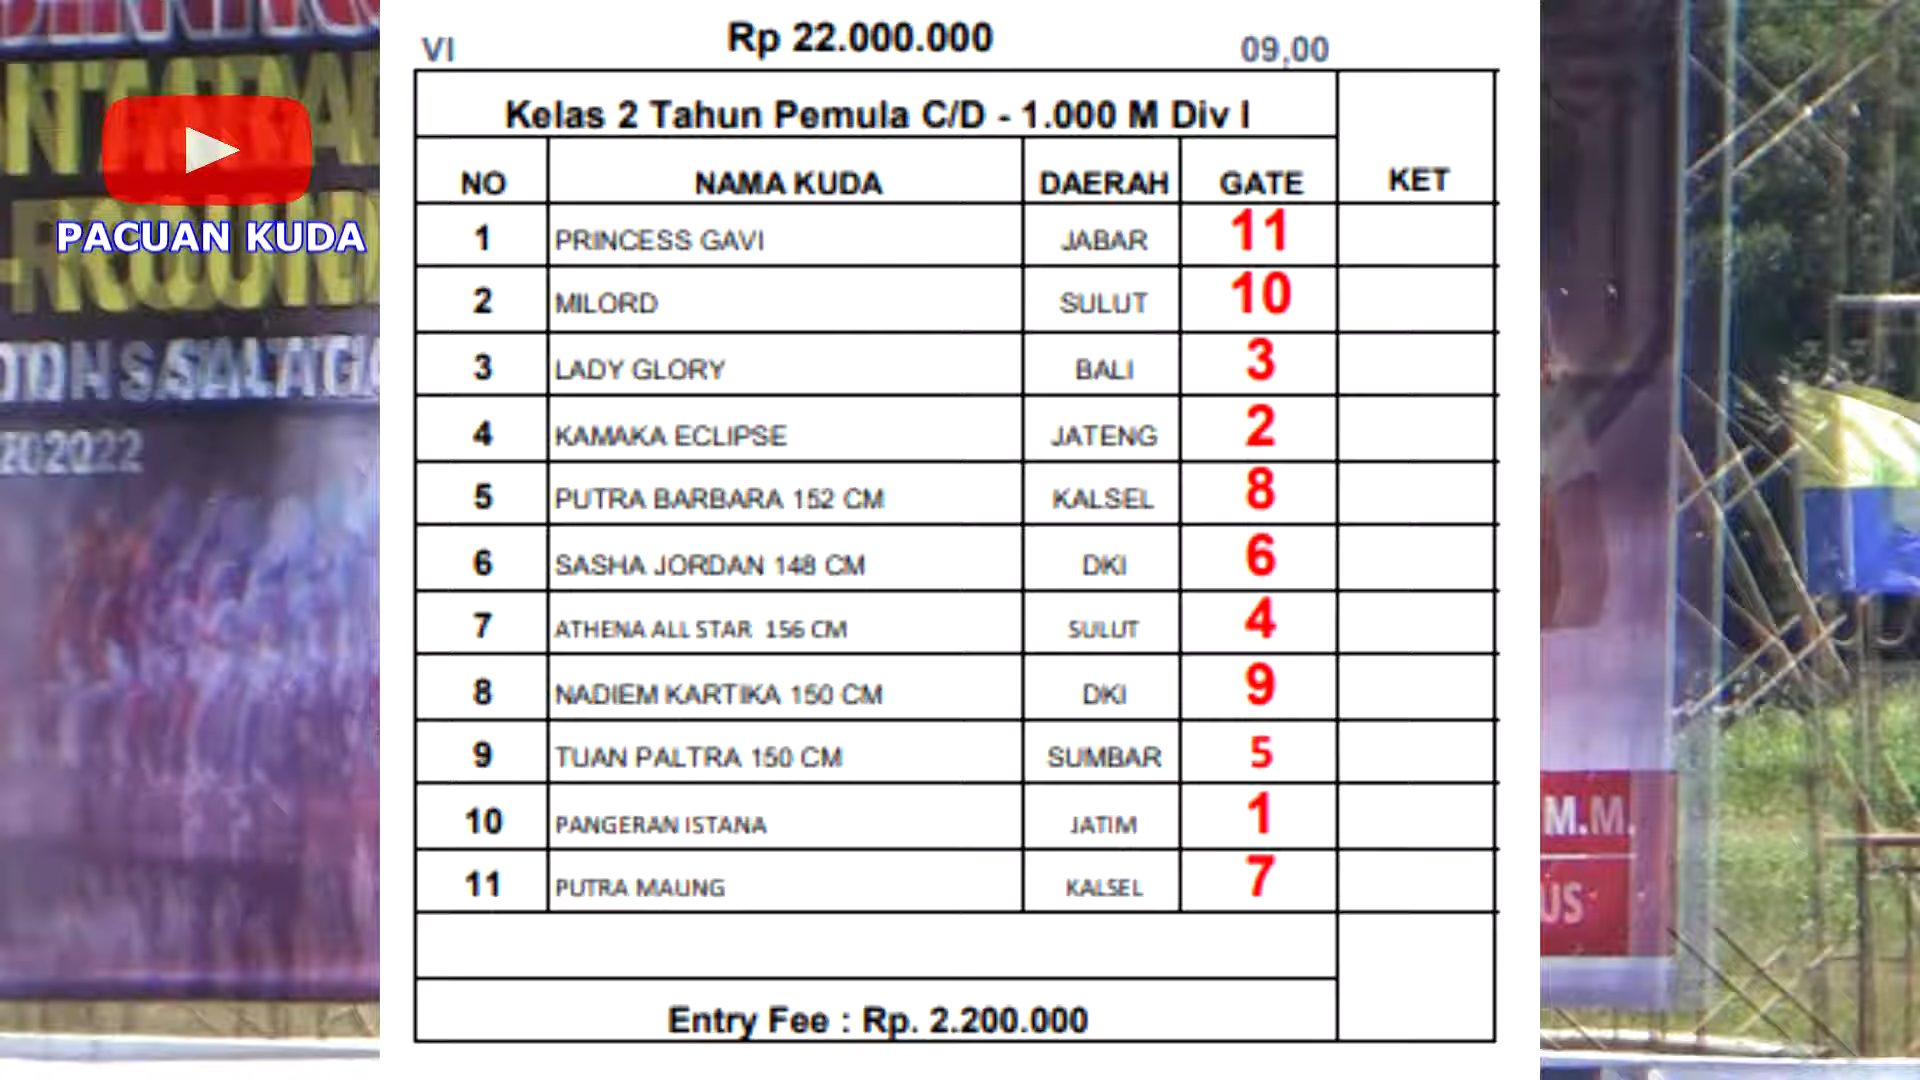 PACUAN KUDA
202022
M.M.
US
VI Rp 22.000.000 09,00
Kelas 2 Tahun Pemula C/D - 1.000 M Div I
NO NAMA KUDA DAERAH GATE KET
1 PRINCESS GAVI JABAR 11
2 MILORD SULUT 10
3 LADY GLORY BALI 3
4 KAMAKA ECLIPSE JATENG 2
5 PUTRA BARBARA 152 CM KALSEL 8
6 SASHA JORDAN 148 CM DKI 6
7 ATHENA ALL STAR 156 CM SULUT 4
8 NADIEM KARTIKA 150 CM DKI 9
9 TUAN PALTRA 150 CM SUMBAR 5
10 PANGERAN ISTANA JATIM 1
11 PUTRA MAUNG KALSEL 7
Entry Fee : Rp. 2.200.000